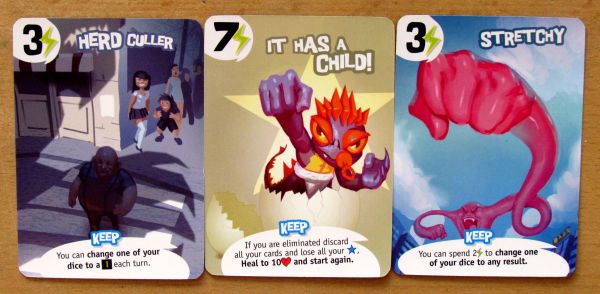 3
HERD CULLER
KEEP
You can change one of your
dice to a 1 each turn.
7
IT HAS A
CHILD!
KEEP
If you are eliminated discard
all your cards and lose all your ★.
Heal to 10❤ and start again.
3
STRETCHY
KEEP
You can spend 2⚡ to change one
of your dice to any result.